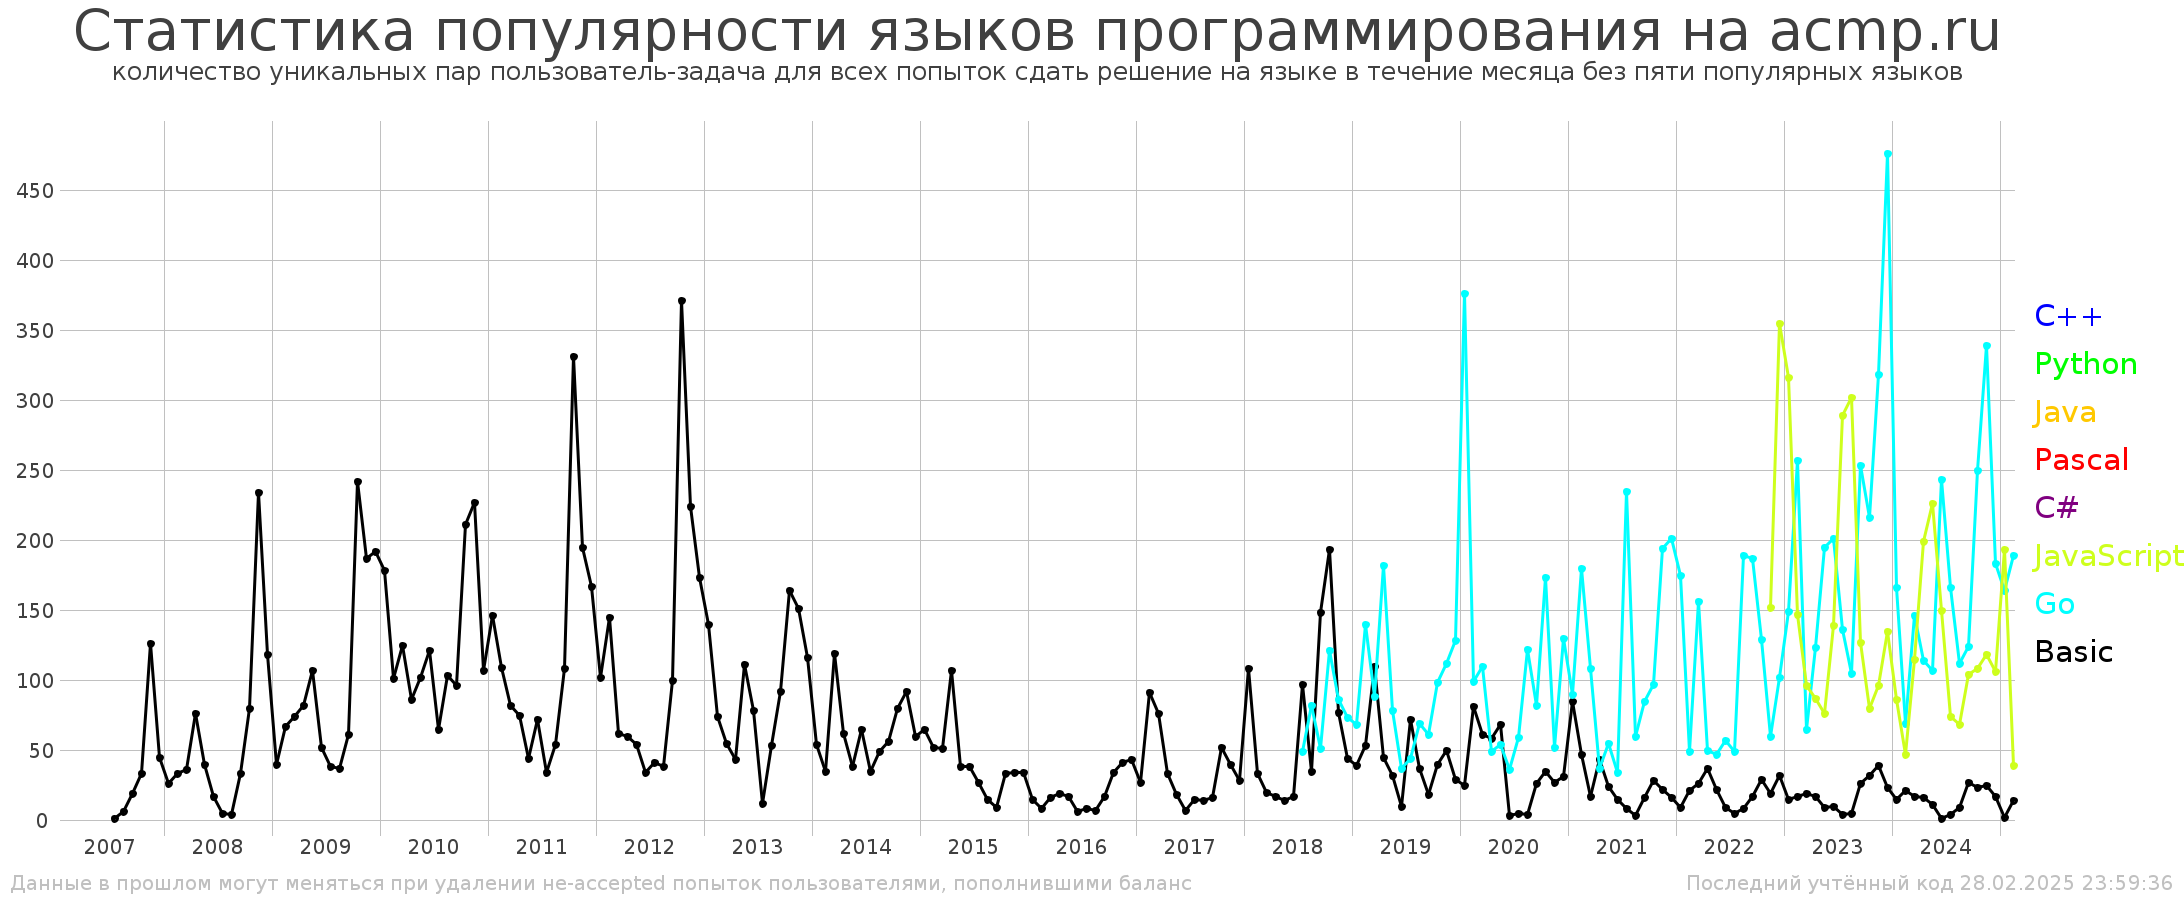 Статистика популярности языков программирования на acmp.ru
количество уникальных пар пользователь-задача для всех попыток сдать решение на языке в течение месяца без пяти популярных языков
450
400
350
300
250
200
150
100
50
0
2007 2008 2009 2010 2011 2012 2013 2014 2015 2016 2017 2018 2019 2020 2021 2022 2023 2024
C++
Python
Java
Pascal
C#
JavaScript
Go
Basic
Данные в прошлом могут меняться при удалении не-accepted попыток пользователями, пополнившими баланс
Последний учтённый код 28.02.2025 23:59:36